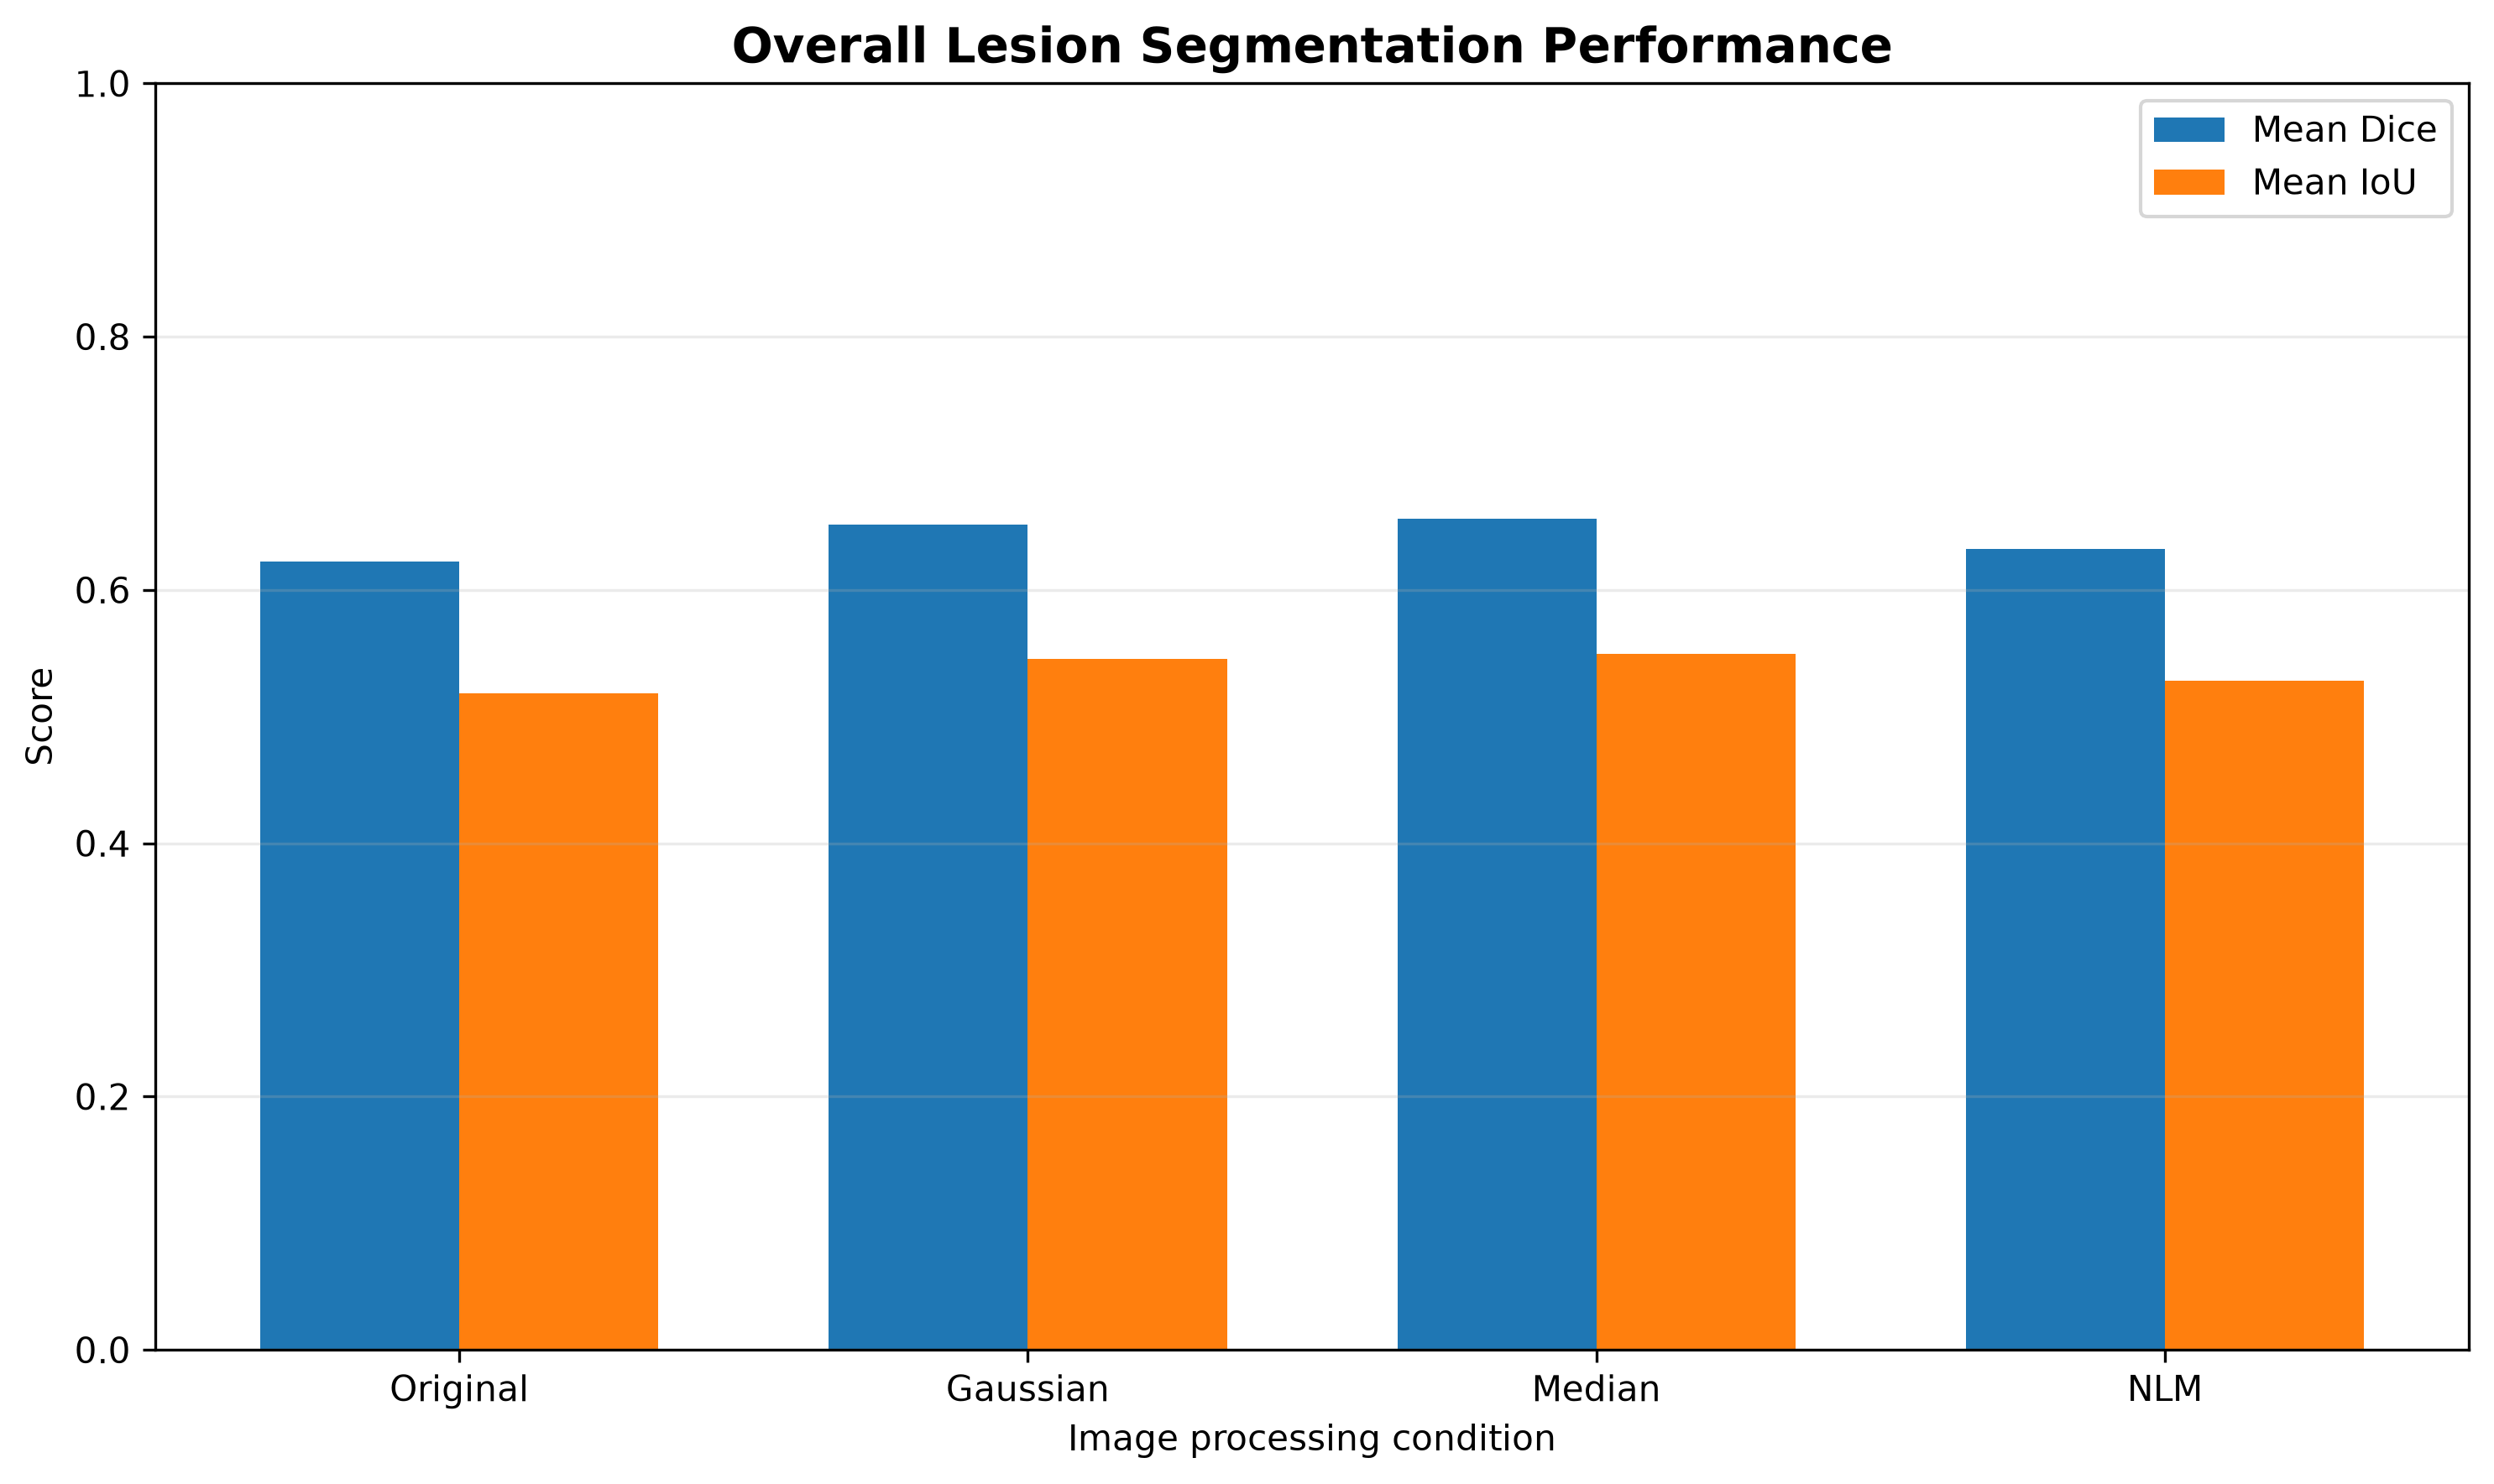 Overall Lesion Segmentation Performance
1.0
0.8
0.6
0.4
0.2
0.0
Score
Mean Dice
Mean IoU
Original
Gaussian
Median
NLM
Image processing condition